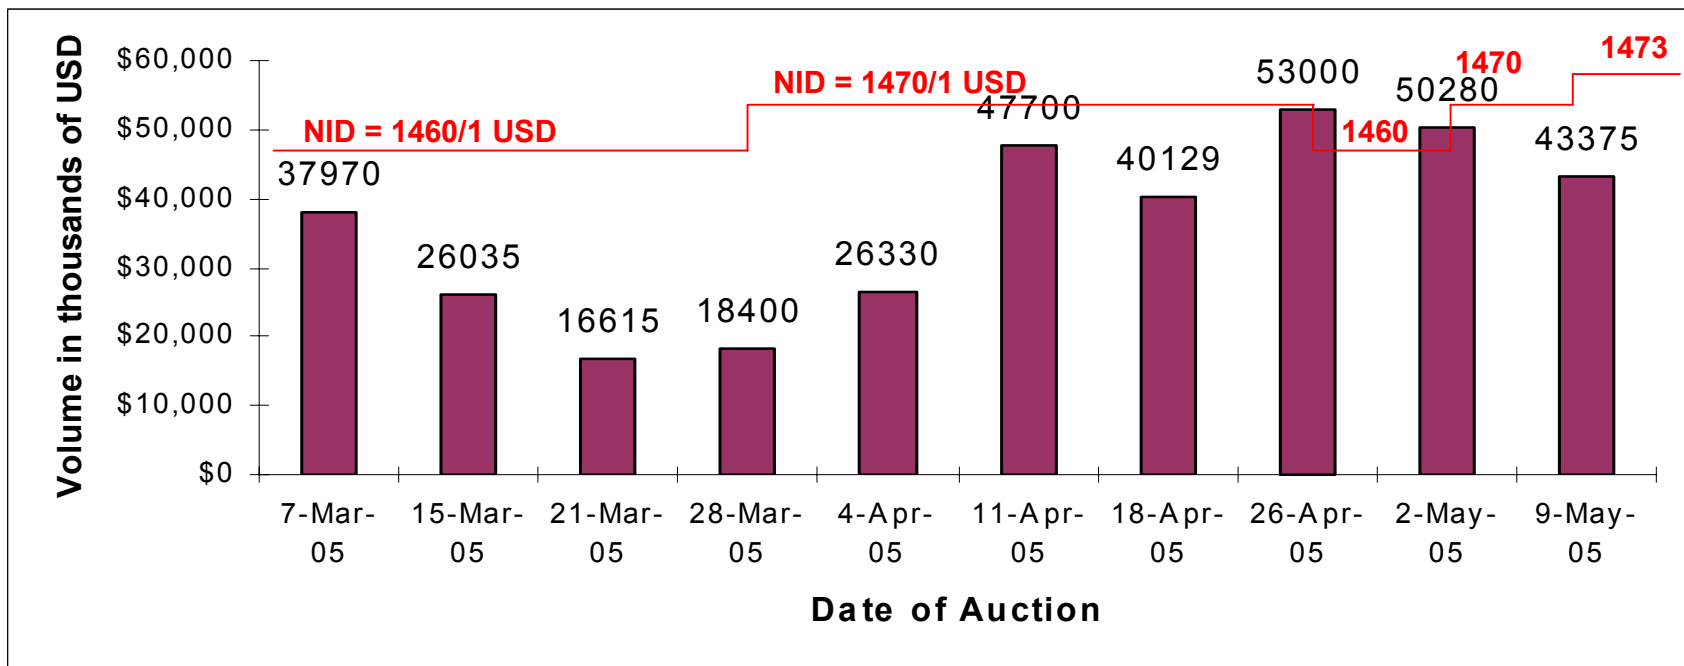 Volume in thousands of USD
$60,000
$50,000
$40,000
$30,000
$20,000
$10,000
$0
NID = 1460/1 USD
NID = 1470/1 USD
1460
1470
1473
37970
26035
16615
18400
26330
47700
40129
53000
50280
43375
7-Mar-
05
15-Mar-
05
21-Mar-
05
28-Mar-
05
4-Apr-
05
11-Apr-
05
18-Apr-
05
26-Apr-
05
2-May-
05
9-May-
05
Date of Auction